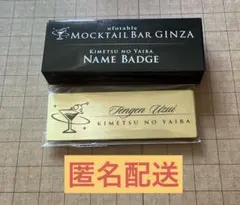 ufotable
MOCKTAIL BAR GINZA
KIMETSU NO YAIBA
NAME BADGE
Tengen Uzui
KIMETSU NO YAIBA
匿名配送